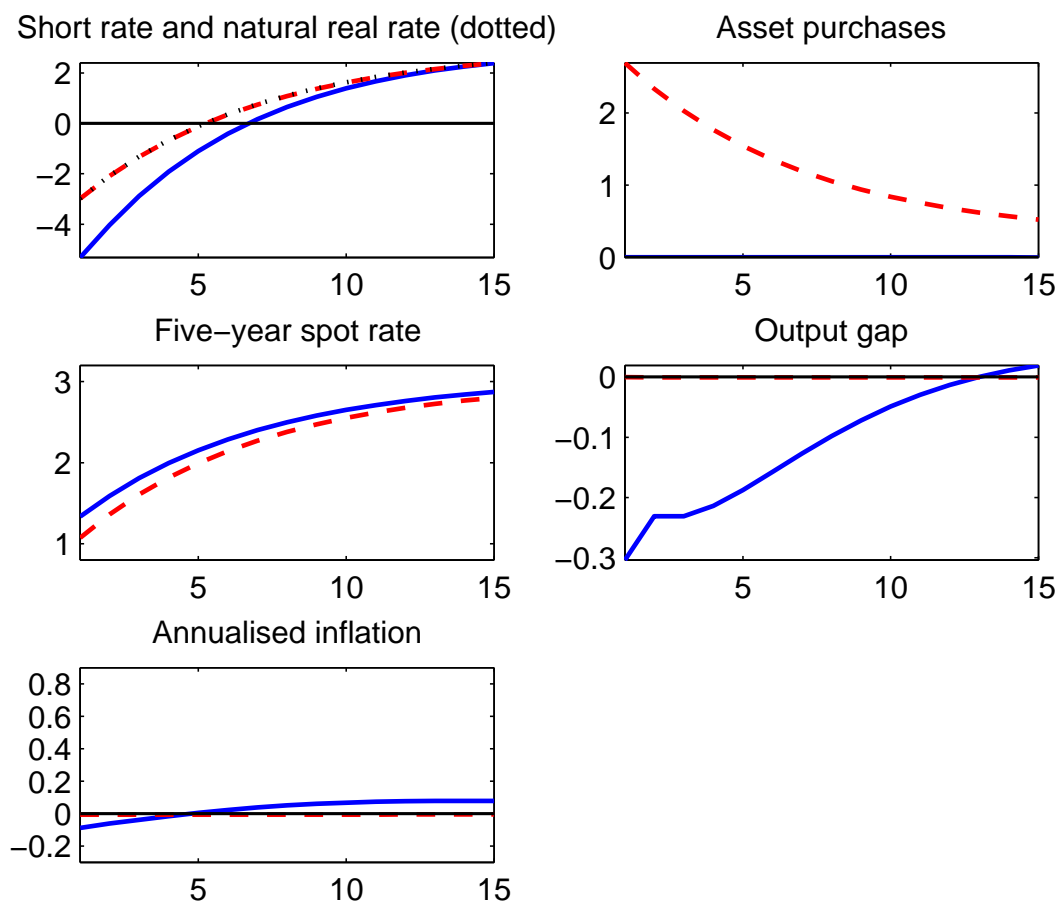 Short rate and natural real rate (dotted)
2
0
−2
−4
5 10 15
Asset purchases
2
1
0
5 10 15
Five−year spot rate
3
2
1
5 10 15
Output gap
0
−0.1
−0.2
−0.3
5 10 15
Annualised inflation
0.8
0.6
0.4
0.2
0
−0.2
5 10 15